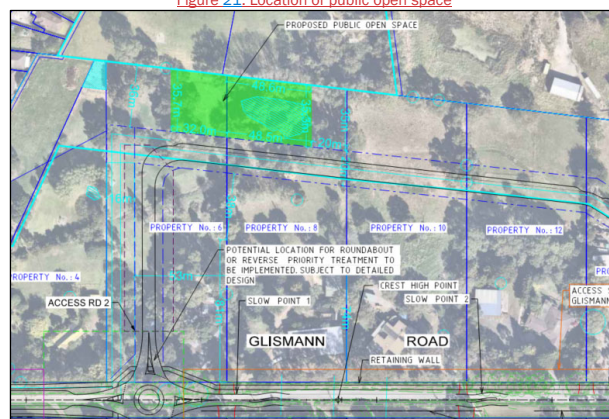 Figure 21: Location of public open space
PROPOSED PUBLIC OPEN SPACE
PROPERTY No.: 6
PROPERTY No.: 8
PROPERTY No.: 10
PROPERTY No.: 12
POTENTIAL LOCATION FOR ROUNDABOUT
OR REVERSE PRIORITY TREATMENT TO
BE IMPLEMENTED. SUBJECT TO DETAILED
DESIGN
ROPERTY No.: 4
ACCESS
GLISMANN
ACCESS RD 2
SLOW POINT 1
CREST HIGH POINT
SLOW POINT 2
GLISMANN ROAD
RETAINING WALL